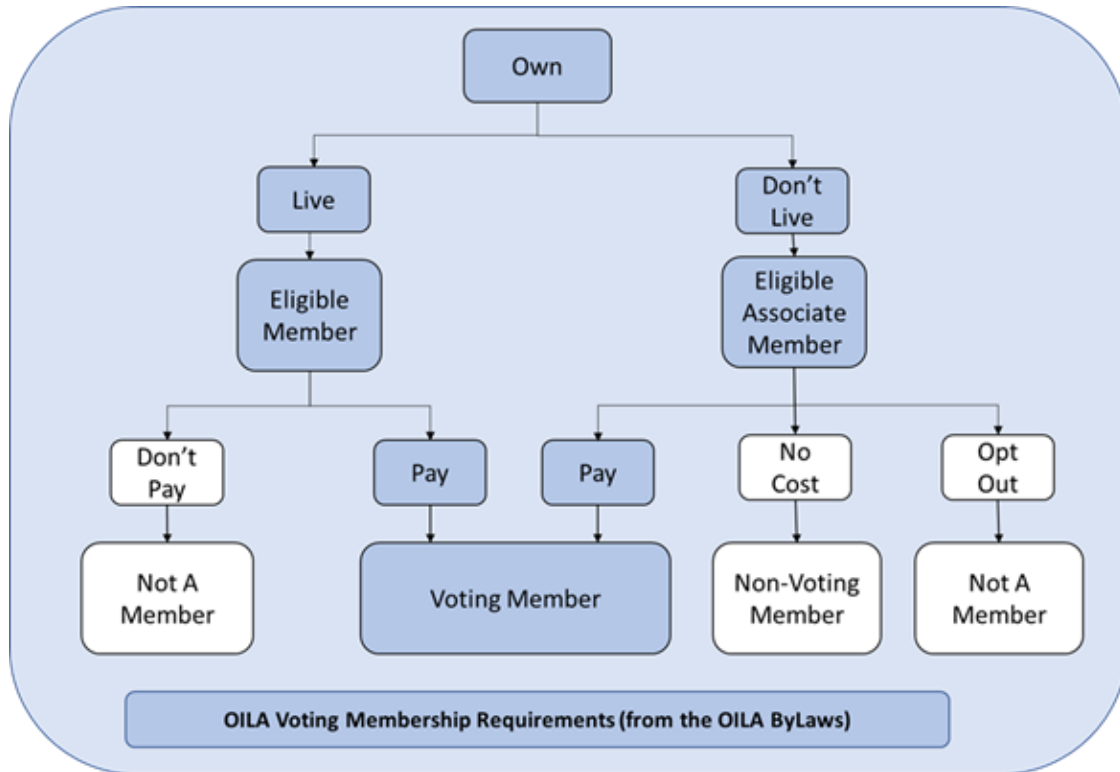 Own
Live
Don't
Live
Eligible
Member
Eligible
Associate
Member
Don't
Pay
Pay
Pay
No
Cost
Opt
Out
Not A
Member
Voting Member
Non-Voting
Member
Not A
Member
OILA Voting Membership Requirements (from the OILA ByLaws)